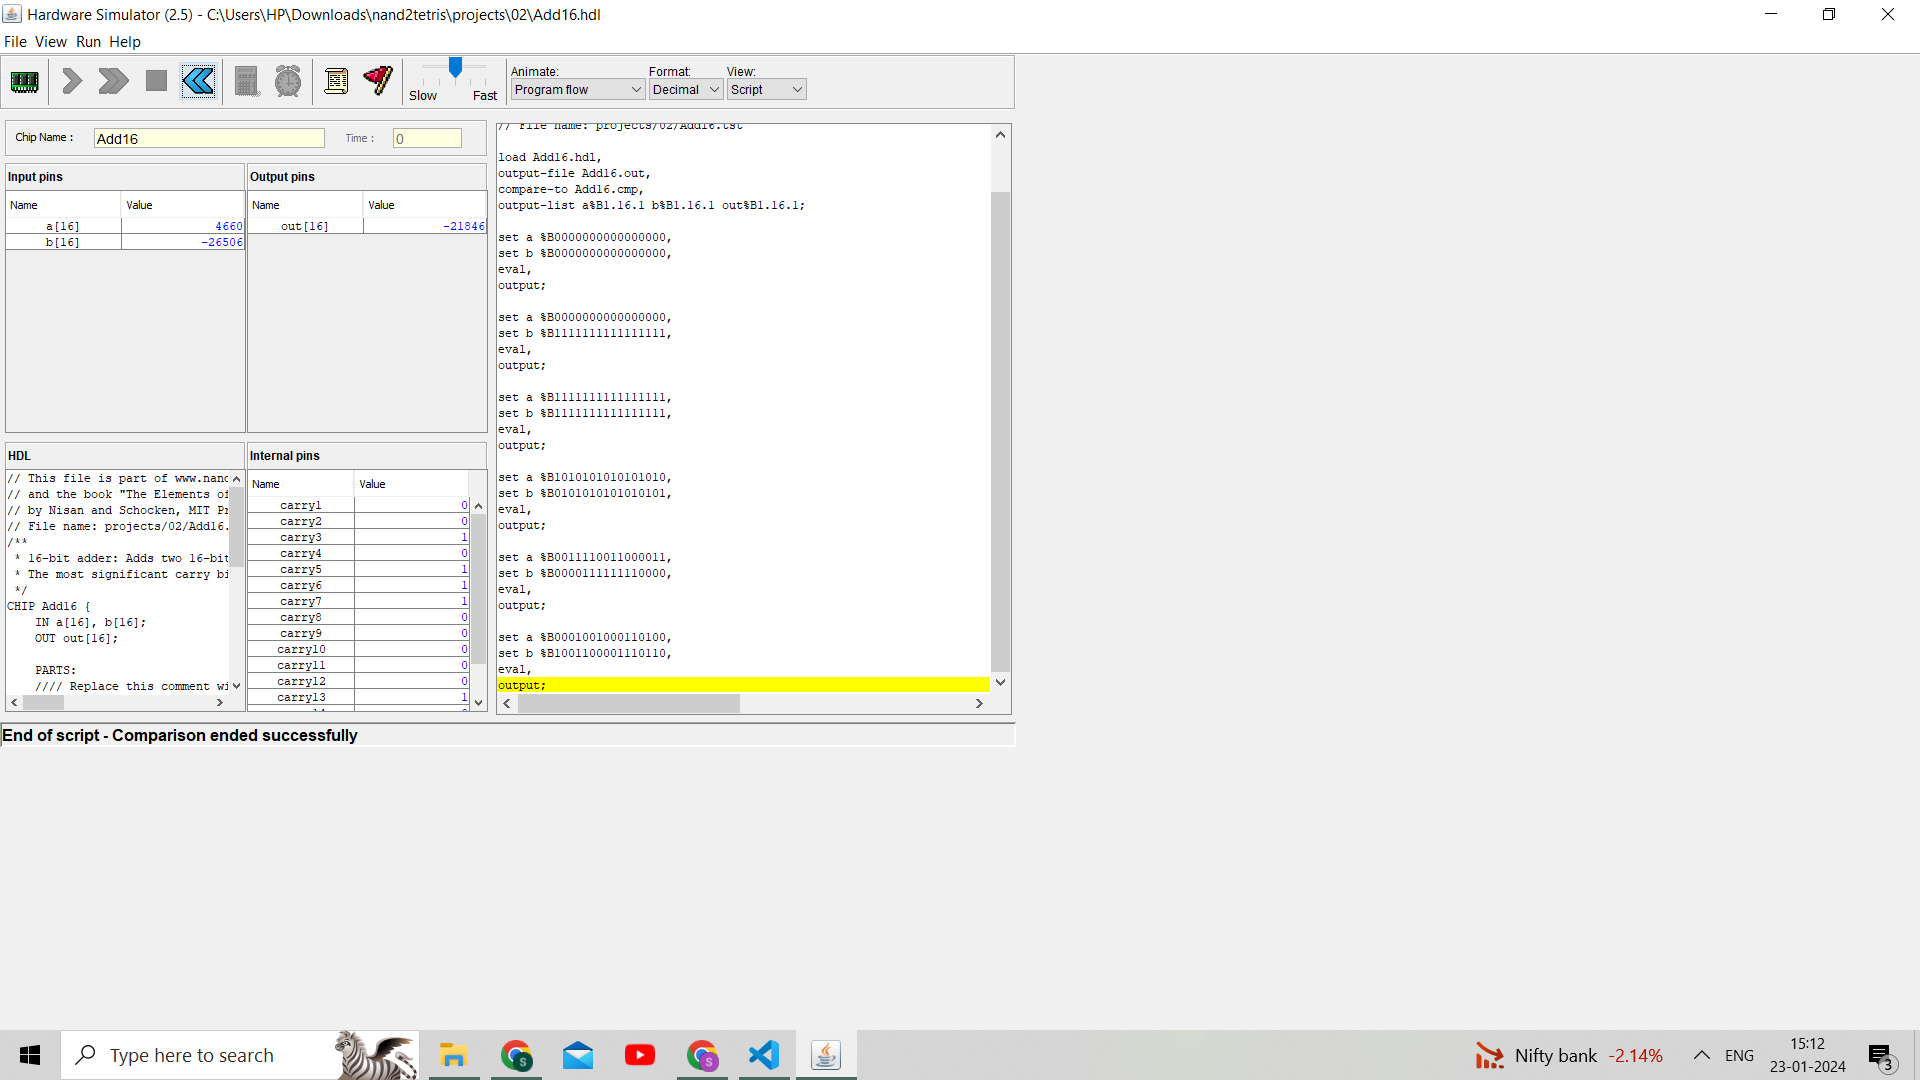 Hardware Simulator (2.5) - C:\Users\HP\Downloads\nand2tetris\projects\02\Add16.hdl
File View Run Help
Slow Fast
Animate:
Program flow
Format:
Decimal
View:
Script
Chip Name : Add16 Time : 0
Input pins
Name Value
a[16] 4660
b[16] -26506
Output pins
Name Value
out[16] -21846
HDL
// This file is part of www.nand
// and the book "The Elements of
// by Nisan and Schocken, MIT Pr
// File name: projects/02/Add16.
/**
* 16-bit adder: Adds two 16-bit
* The most significant carry bi
*/
CHIP Add16 {
IN a[16], b[16];
OUT out[16];
PARTS:
//// Replace this comment wi
Internal pins
Name Value
carry1 0
carry2 0
carry3 1
carry4 0
carry5 1
carry6 1
carry7 1
carry8 0
carry9 0
carry10 0
carry11 0
carry12 0
carry13 1
// File name: projects/02/Add16.tst
load Add16.hdl,
output-file Add16.out,
compare-to Add16.cmp,
output-list a%B1.16.1 b%B1.16.1 out%B1.16.1;
set a %B0000000000000000,
set b %B0000000000000000,
eval,
output;
set a %B0000000000000000,
set b %B1111111111111111,
eval,
output;
set a %B1111111111111111,
set b %B1111111111111111,
eval,
output;
set a %B1010101010101010,
set b %B0101010101010101,
eval,
output;
set a %B0011110011000011,
set b %B0000111111110000,
eval,
output;
set a %B0001001000110100,
set b %B1001100001110110,
eval,
output;
End of script - Comparison ended successfully
Type here to search
Nifty bank -2.14%
ENG
15:12
23-01-2024
3